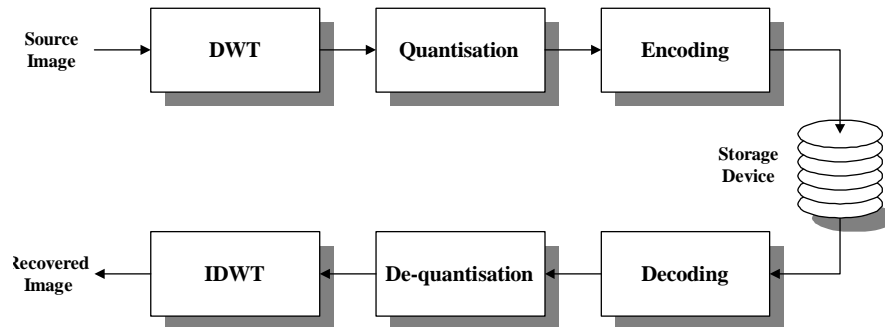 Source
Image
DWT
Quantisation
Encoding
Storage
Device
Recovered
Image
IDWT
De-quantisation
Decoding